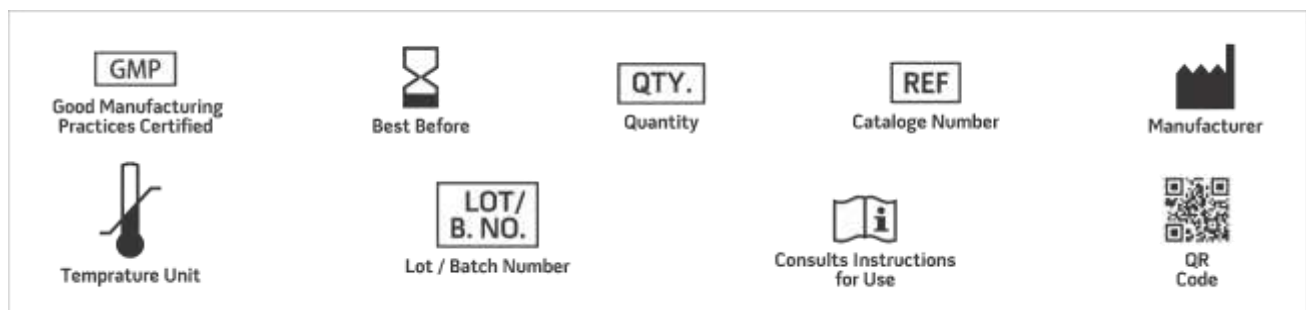 GMP
Good Manufacturing
Practices Certified
Best Before
QTY.
Quantity
REF
Cataloge Number
Manufacturer
Temprature Unit
LOT/
B. NO.
Lot / Batch Number
i
Consults Instructions
for Use
QR
Code